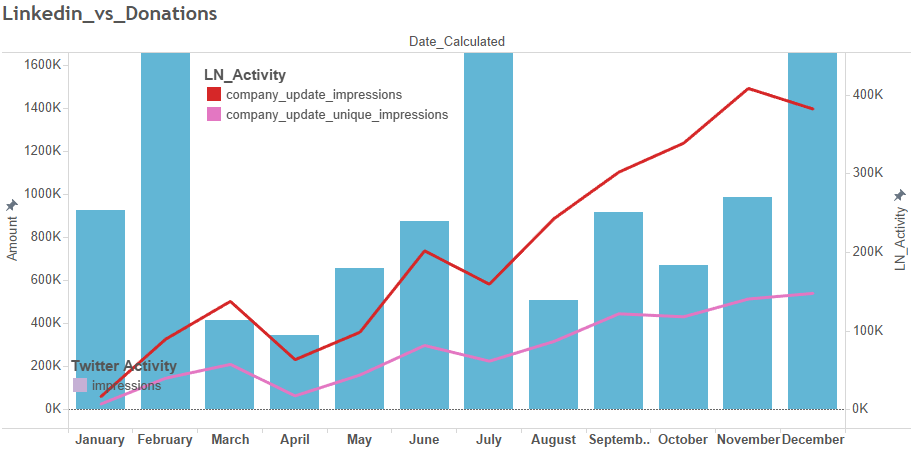 Linkedin_vs_Donations
Date_Calculated
1600K
1400K
1200K
1000K
800K
600K
400K
200K
0K
Amount
LN_Activity
company_update_impressions
company_update_unique_impressions
Twitter Activity
impressions
400K
300K
200K
100K
0K
LN_Activity
January February March April May June July August Septemb.. October November December